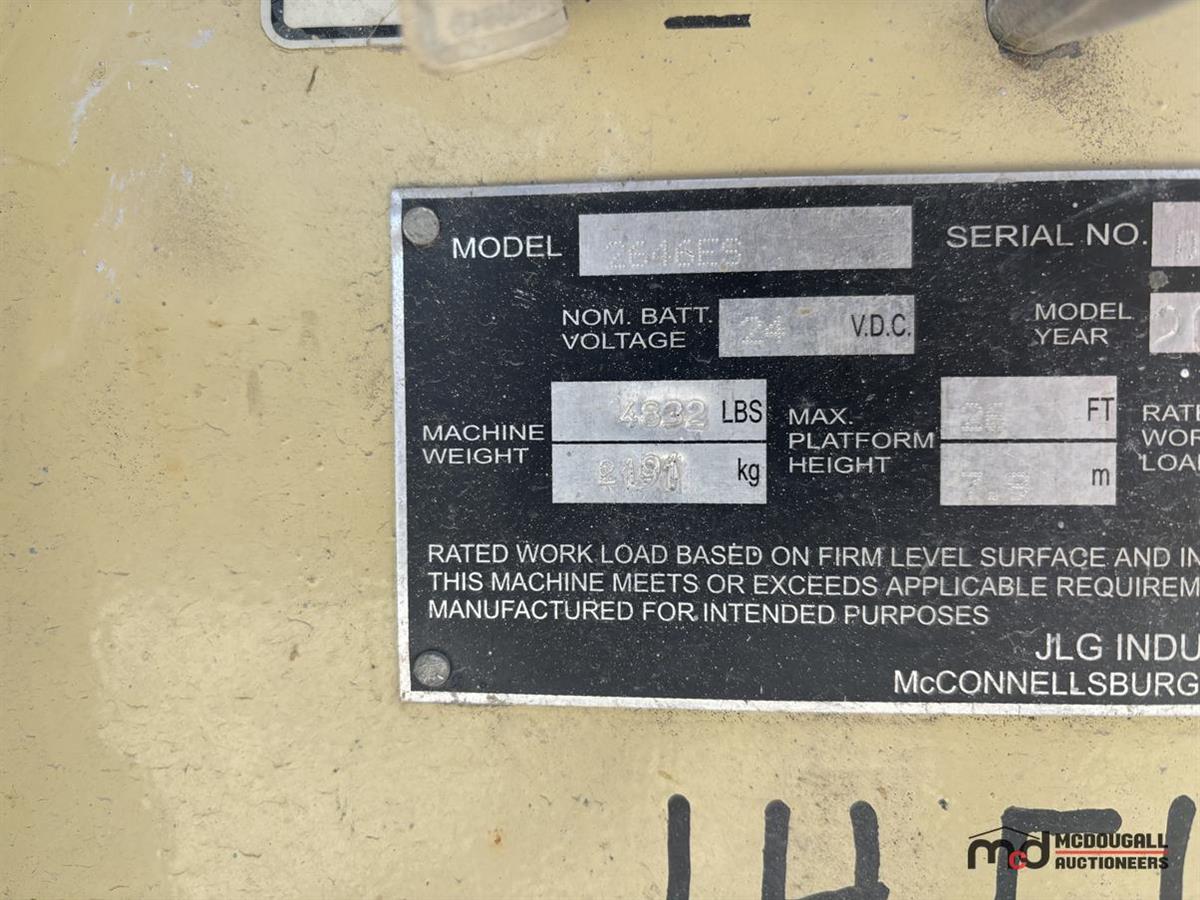 MODEL 2646ES SERIAL NO. 0
NOM. BATT. VOLTAGE 24 V.D.C. MODEL YEAR
MACHINE WEIGHT 4832 LBS 2191 kg
MAX. PLATFORM HEIGHT 26 FT 7.9 m
RATED WORK LOAD BASED ON FIRM LEVEL SURFACE AND IN
THIS MACHINE MEETS OR EXCEEDS APPLICABLE REQUIREM
MANUFACTURED FOR INTENDED PURPOSES
JLG INDU
McCONNELLSBURG
mcd MCDOUGALL
AUCTIONEERS